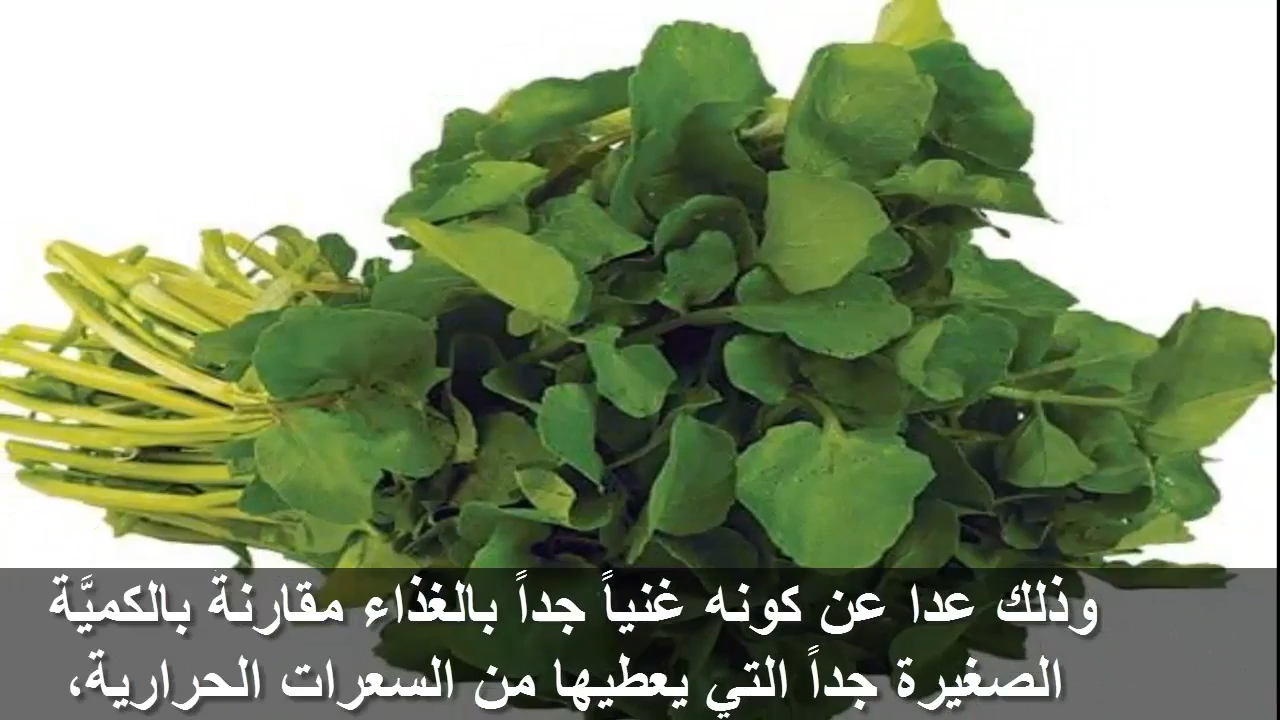 وذلك عدا عن كونه غنياً جداً بالغذاء مقارنة بالكميَّة
الصغيرة جداً التي يعطيها من السعرات الحرارية،